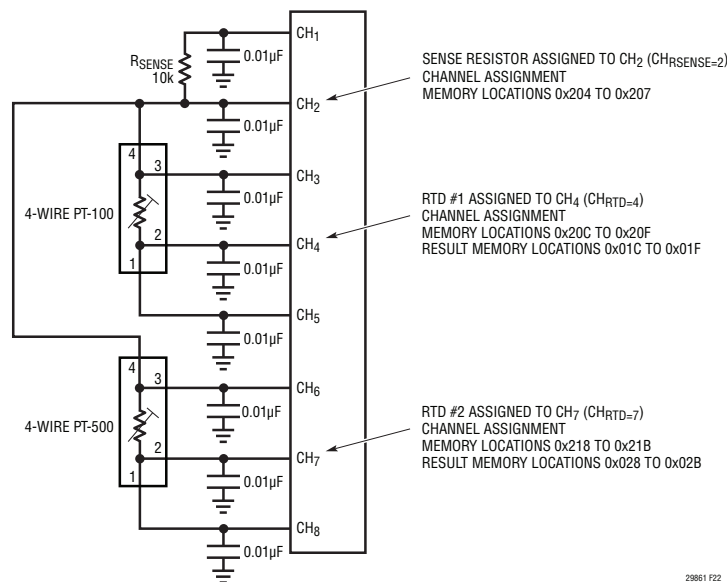 CH1
0.01µF
RSENSE
10k
CH2
0.01µF
SENSE RESISTOR ASSIGNED TO CH2 (CHRSENSE=2)
CHANNEL ASSIGNMENT
MEMORY LOCATIONS 0x204 TO 0x207
4-WIRE PT-100
4
3
2
1
CH3
0.01µF
CH4
0.01µF
RTD #1 ASSIGNED TO CH4 (CHRTD=4)
CHANNEL ASSIGNMENT
MEMORY LOCATIONS 0x20C TO 0x20F
RESULT MEMORY LOCATIONS 0x01C TO 0x01F
CH5
0.01µF
4-WIRE PT-500
4
3
2
1
CH6
0.01µF
CH7
0.01µF
RTD #2 ASSIGNED TO CH7 (CHRTD=7)
CHANNEL ASSIGNMENT
MEMORY LOCATIONS 0x218 TO 0x21B
RESULT MEMORY LOCATIONS 0x028 TO 0x02B
CH8
0.01µF
29861 F22